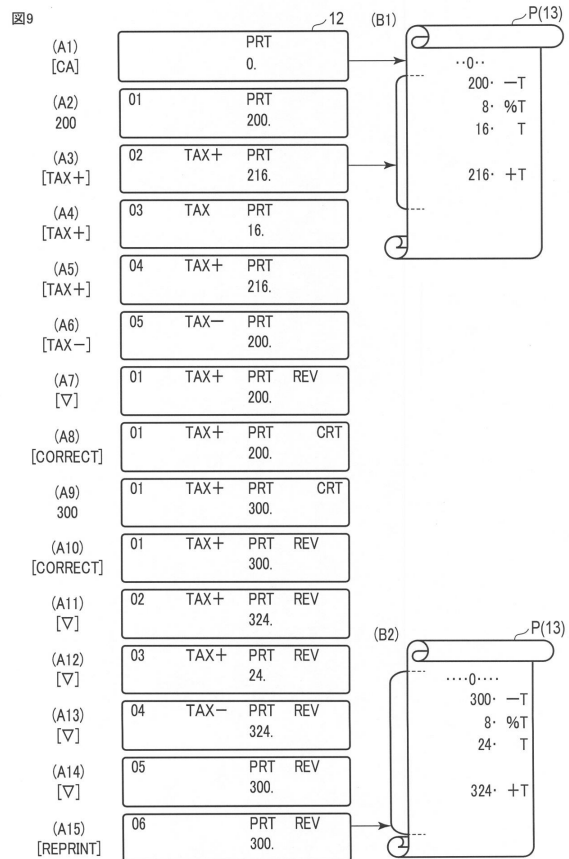 図9
12
(A1)
[CA]
PRT
0.
(A2)
200
01 PRT
200.
(A3)
[TAX+]
02 TAX+ PRT
216.
(A4)
[TAX+]
03 TAX PRT
16.
(A5)
[TAX+]
04 TAX+ PRT
216.
(A6)
[TAX−]
05 TAX− PRT
200.
(A7)
[▽]
01 TAX+ PRT REV
200.
(A8)
[CORRECT]
01 TAX+ PRT CRT
200.
(A9)
300
01 TAX+ PRT CRT
300.
(A10)
[CORRECT]
01 TAX+ PRT REV
300.
(A11)
[▽]
02 TAX+ PRT REV
324.
(A12)
[▽]
03 TAX+ PRT REV
24.
(A13)
[▽]
04 TAX− PRT REV
324.
(A14)
[▽]
05 PRT REV
300.
(A15)
[REPRINT]
06 PRT REV
300.
(B1)
P(13)
··0··
200· −T
8· %T
16· T
216· +T
(B2)
P(13)
····0····
300· −T
8· %T
24· T
324· +T